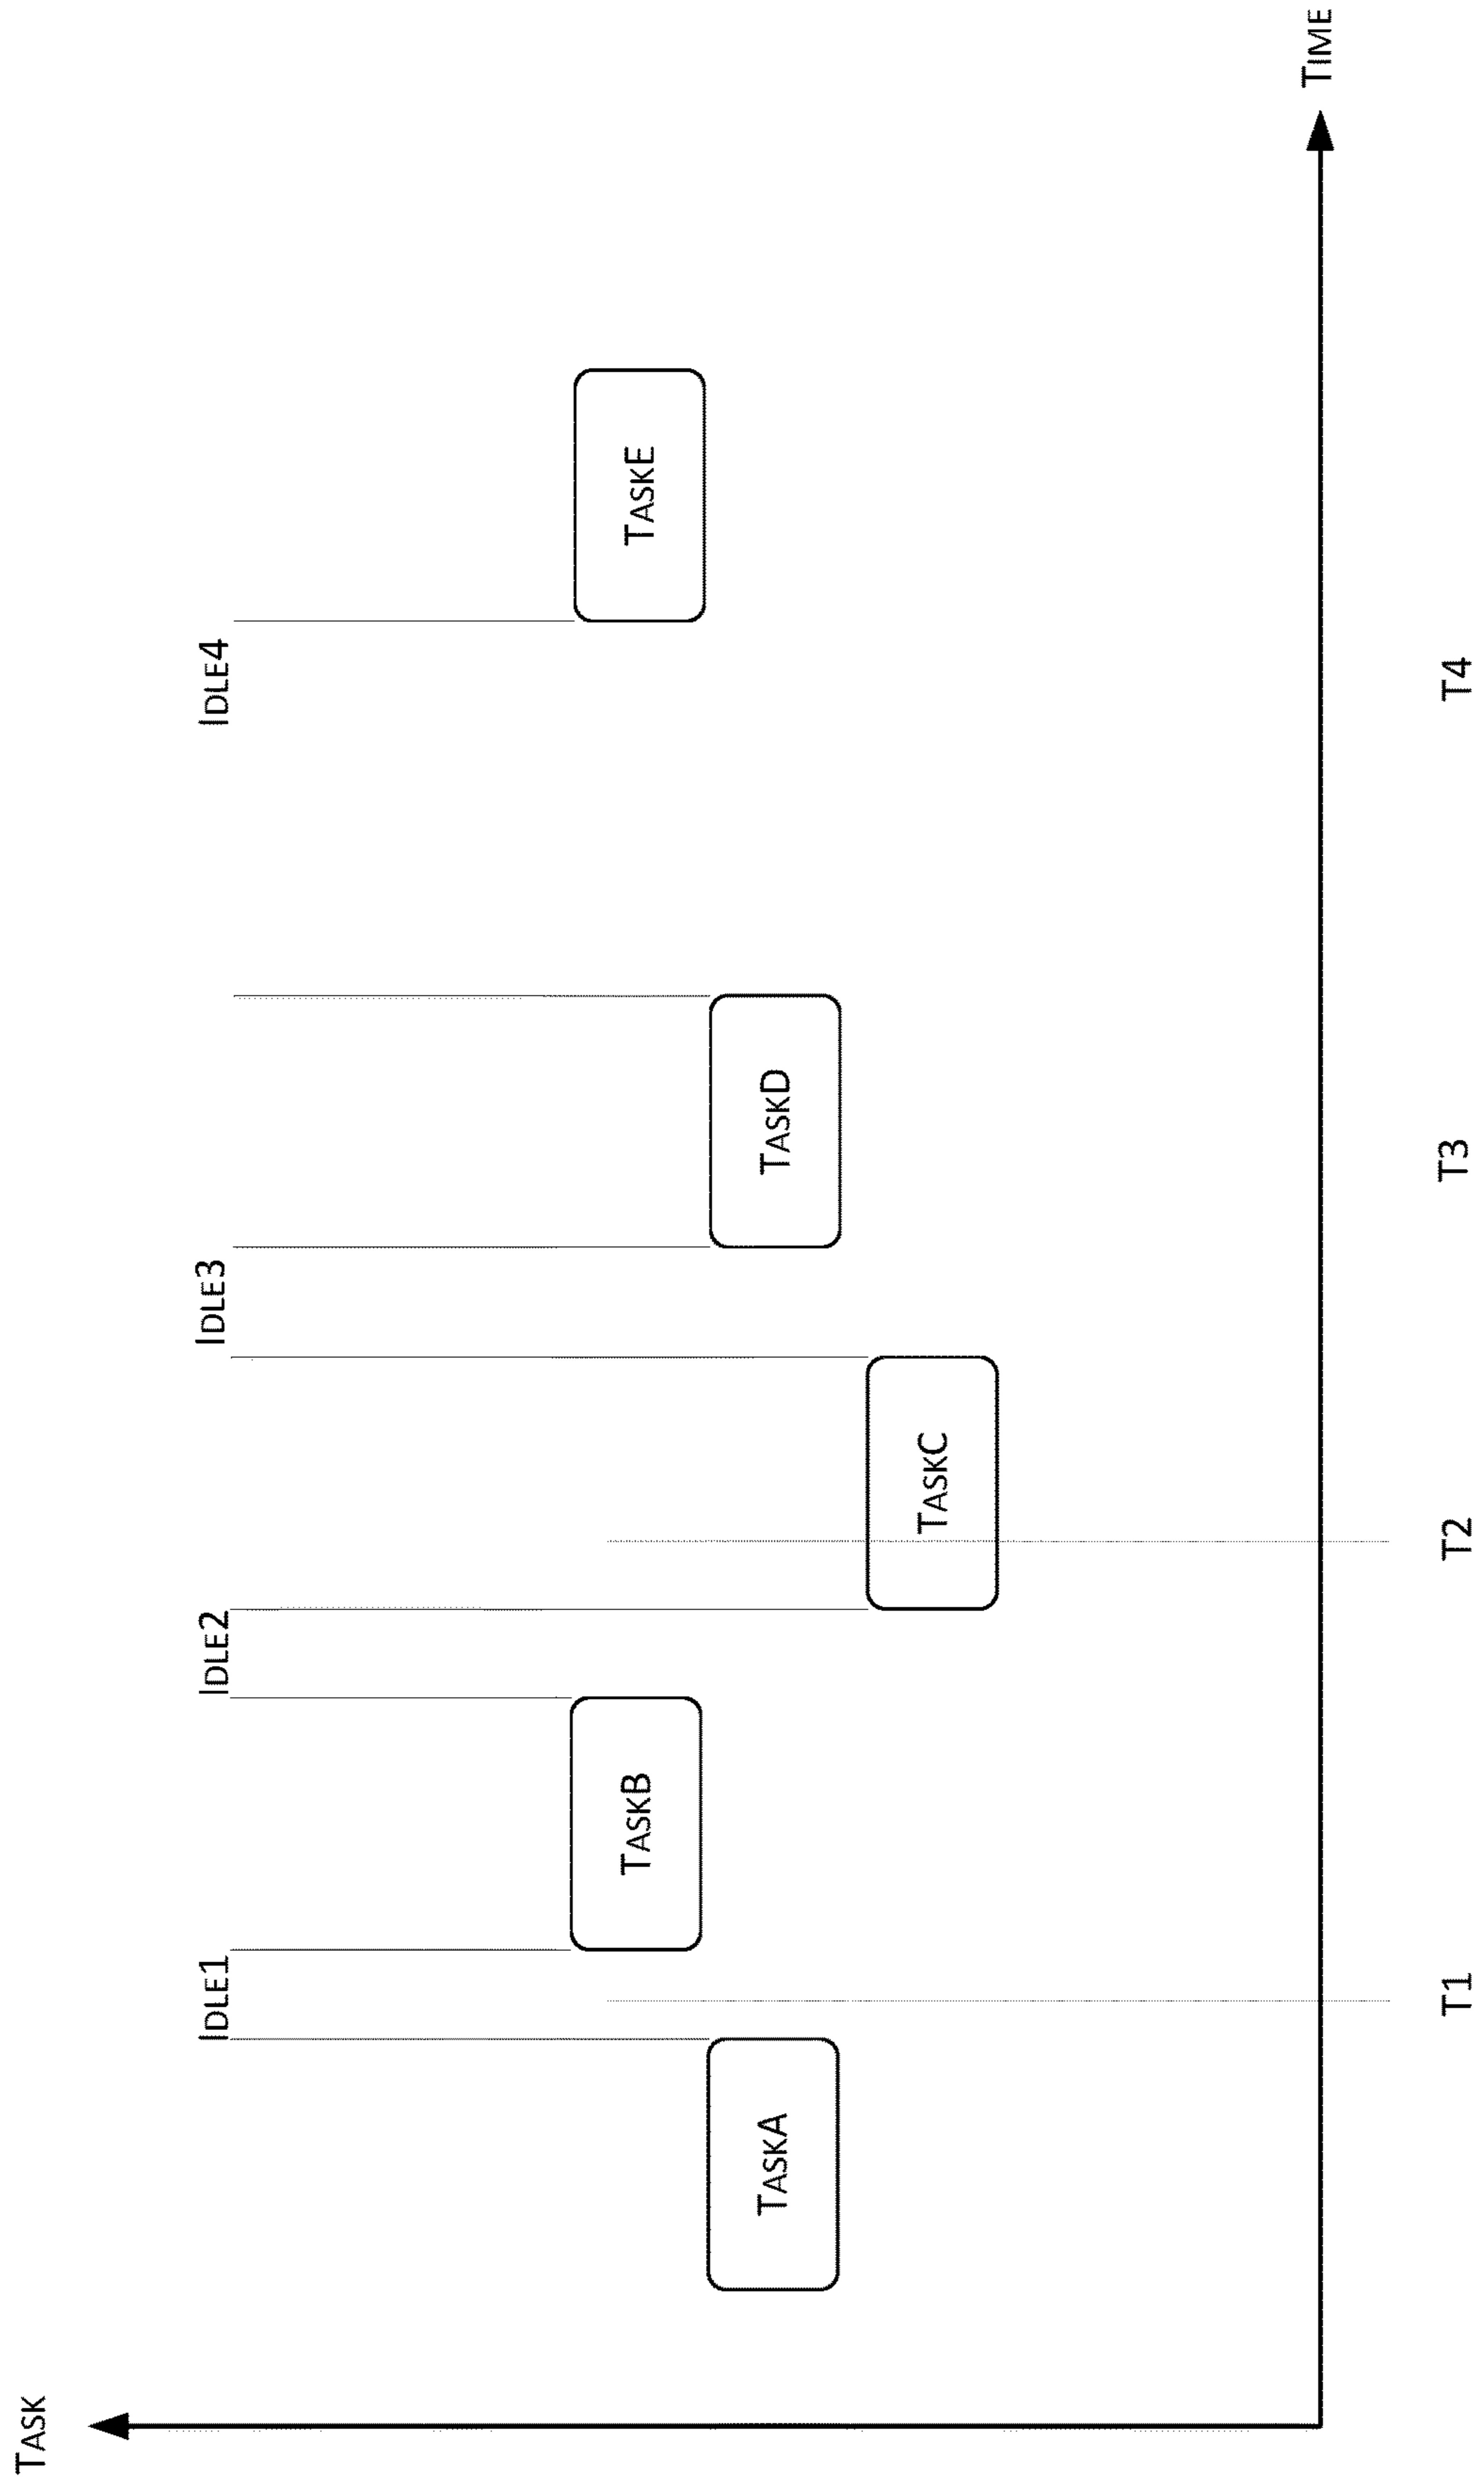 TASK
IDLE1
IDLE2
IDLE3
IDLE4
TASKB
TASKE
TASKA
TASKD
TASKC
TIME
T1
T2
T3
T4